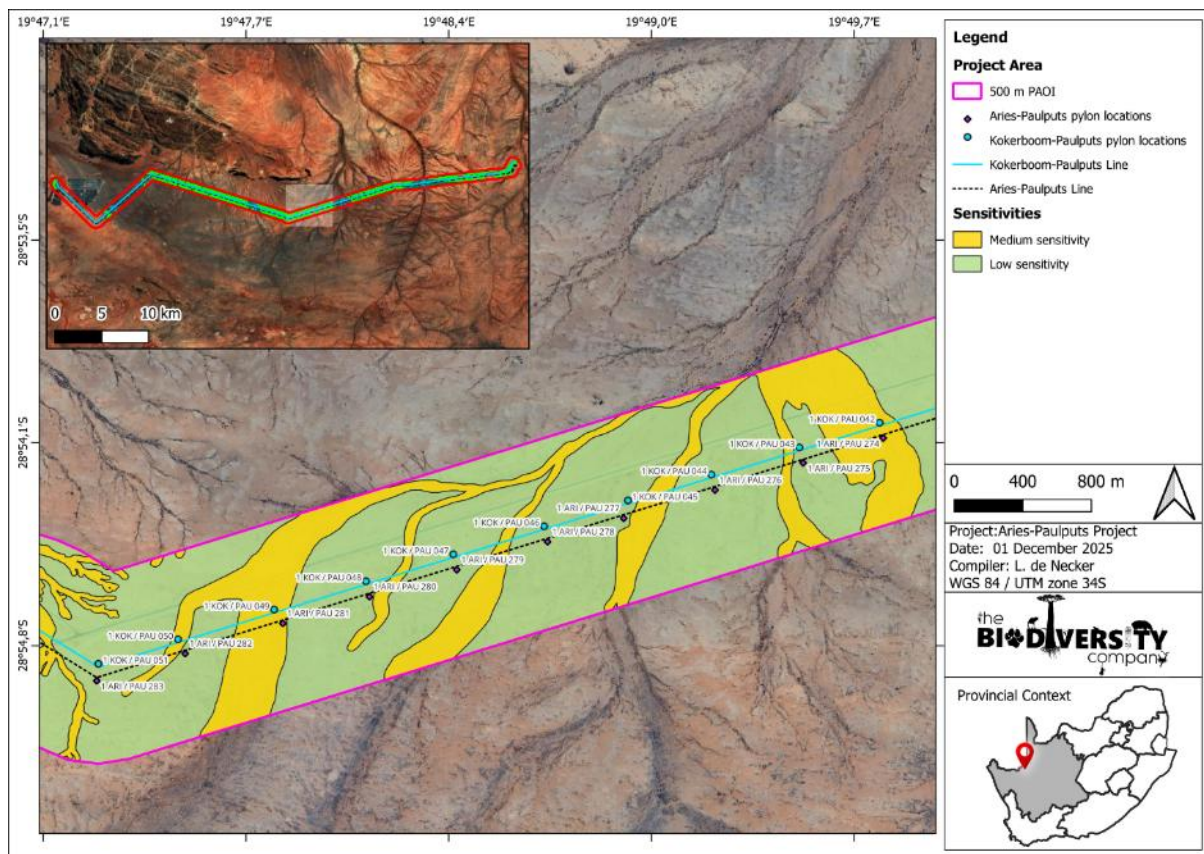 19°47,1'E
19°47,7'E
19°48,4'E
19°49,0'E
19°49,7'E
28°53,5'S
28°54,1'S
28°54,8'S
0 5 10 km
1 KOK / PAU 042
1 KOK / PAU 043
1 ARI / PAU 274
1 KOK / PAU 044
1 ARI / PAU 275
1 ARI / PAU 276
1 ARI / PAU 277
1 KOK / PAU 045
1 KOK / PAU 046
1 ARI / PAU 278
1 KOK / PAU 047
1 ARI / PAU 279
1 KOK / PAU 048
1 ARI / PAU 280
1 KOK / PAU 049
1 ARI / PAU 281
1 KOK / PAU 050
1 ARI / PAU 282
1 KOK / PAU 051
1 ARI / PAU 283
Legend
Project Area
500 m PAOI
Aries-Paulputs pylon locations
Kokerboom-Paulputs pylon locations
Kokerboom-Paulputs Line
Aries-Paulputs Line
Sensitivities
Medium sensitivity
Low sensitivity
0 400 800 m
Project:Aries-Paulputs Project
Date: 01 December 2025
Compiler: L. de Necker
WGS 84 / UTM zone 34S
the
BIODIVERSITY
company
Provincial Context